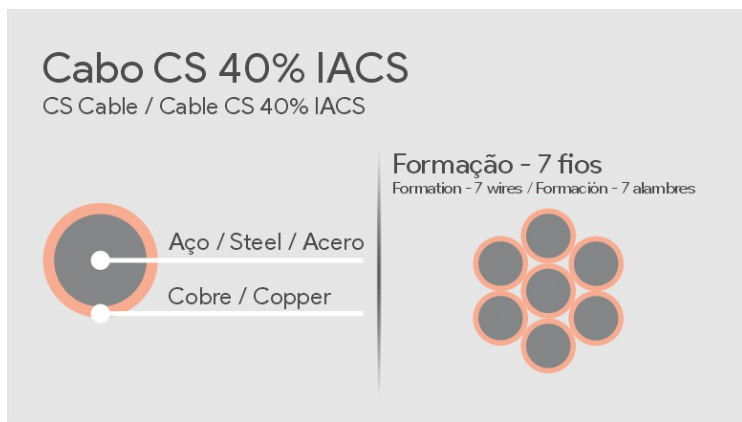 Cabo CS 40% IACS
CS Cable / Cable CS 40% IACS
Aço / Steel / Acero
Cobre / Copper
Formação - 7 fios
Formation - 7 wires / Formación - 7 alambres